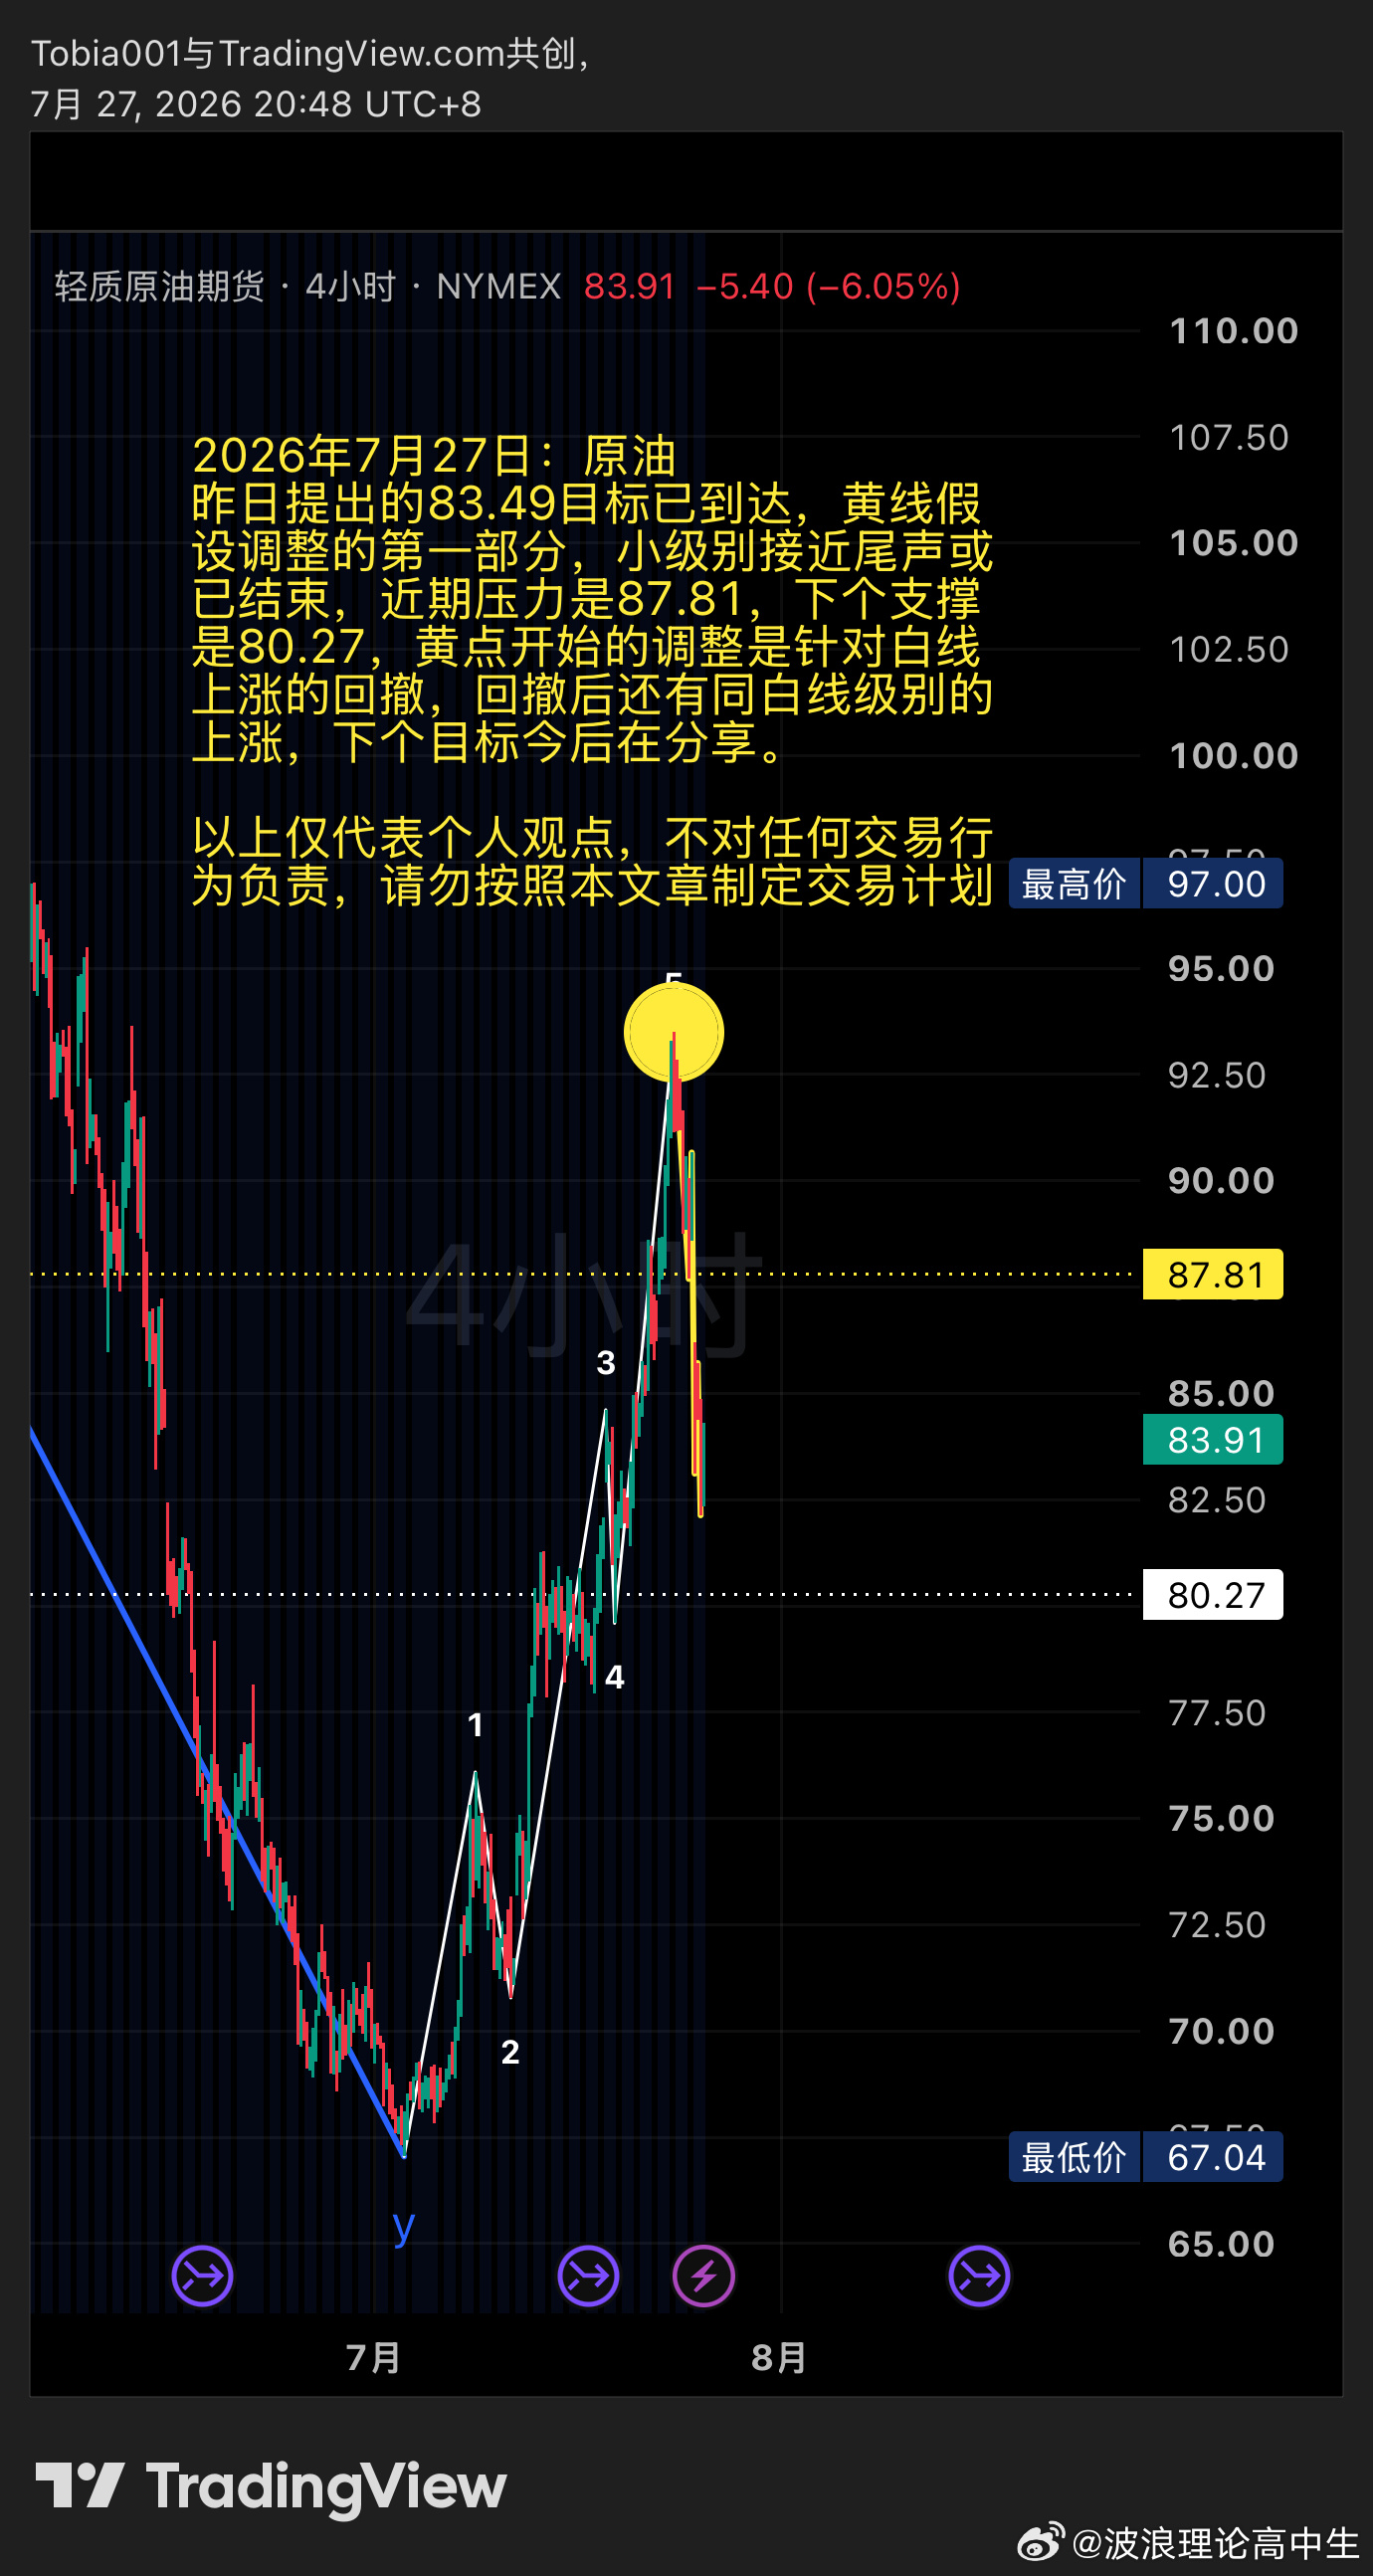 Tobia001与TradingView.com共创,
7月 27, 2026 20:48 UTC+8
轻质原油期货 · 4小时 · NYMEX 83.91 −5.40 (−6.05%)
110.00
107.50
2026年7月27日：原油
昨日提出的83.49目标已到达，黄线假
设调整的第一部分，小级别接近尾声或
已结束，近期压力是87.81，下个支撑
是80.27，黄点开始的调整是针对白线
上涨的回撤，回撤后还有同白线级别的
上涨，下个目标今后在分享。
105.00
102.50
100.00
以上仅代表个人观点，不对任何交易行
为负责，请勿按照本文章制定交易计划
97.50
最高价 97.00
95.00
5
92.50
90.00
4小时
87.81
3
85.00
83.91
82.50
80.27
4
77.50
1
75.00
72.50
2
70.00
67.50
最低价 67.04
y
65.00
7月 8月
TradingView
@波浪理论高中生